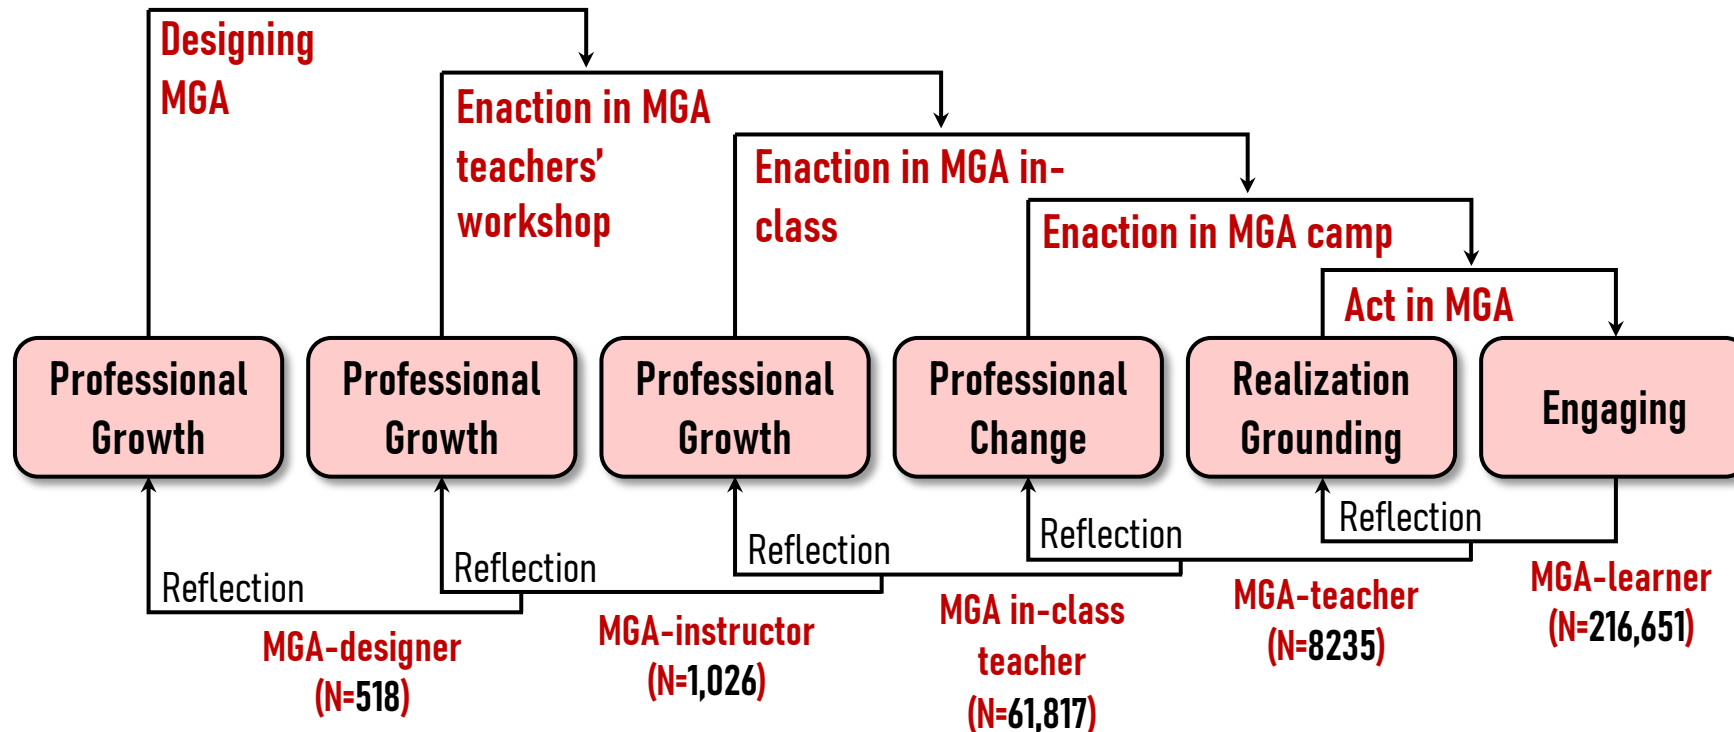 Designing
MGA
Enaction in MGA
teachers’
workshop
Enaction in MGA in-
class
Enaction in MGA camp
Act in MGA
Professional
Growth
Professional
Growth
Professional
Growth
Professional
Change
Realization
Grounding
Engaging
Reflection
Reflection
Reflection
Reflection
Reflection
MGA-designer
(N=518)
MGA-instructor
(N=1,026)
MGA in-class
teacher
(N=61,817)
MGA-teacher
(N=8235)
MGA-learner
(N=216,651)